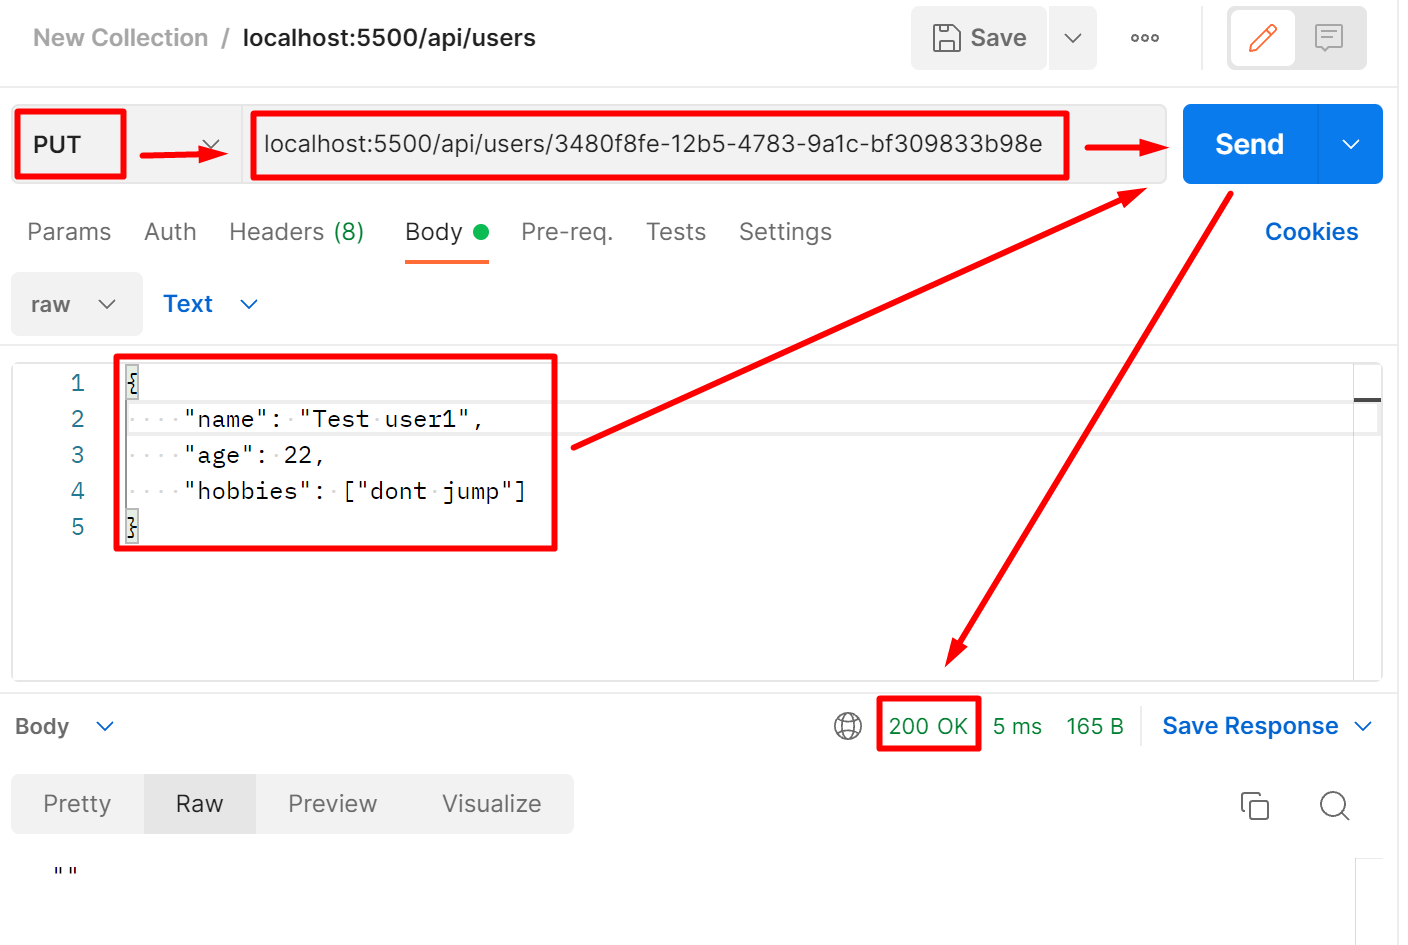 New Collection / localhost:5500/api/users
Save
PUT
localhost:5500/api/users/3480f8fe-12b5-4783-9a1c-bf309833b98e
Send
Params Auth Headers (8) Body Pre-req. Tests Settings Cookies
raw Text
1 {
2 "name": "Test user1",
3 "age": 22,
4 "hobbies": ["dont jump"]
5 }
Body 200 OK 5 ms 165 B Save Response
Pretty Raw Preview Visualize
""